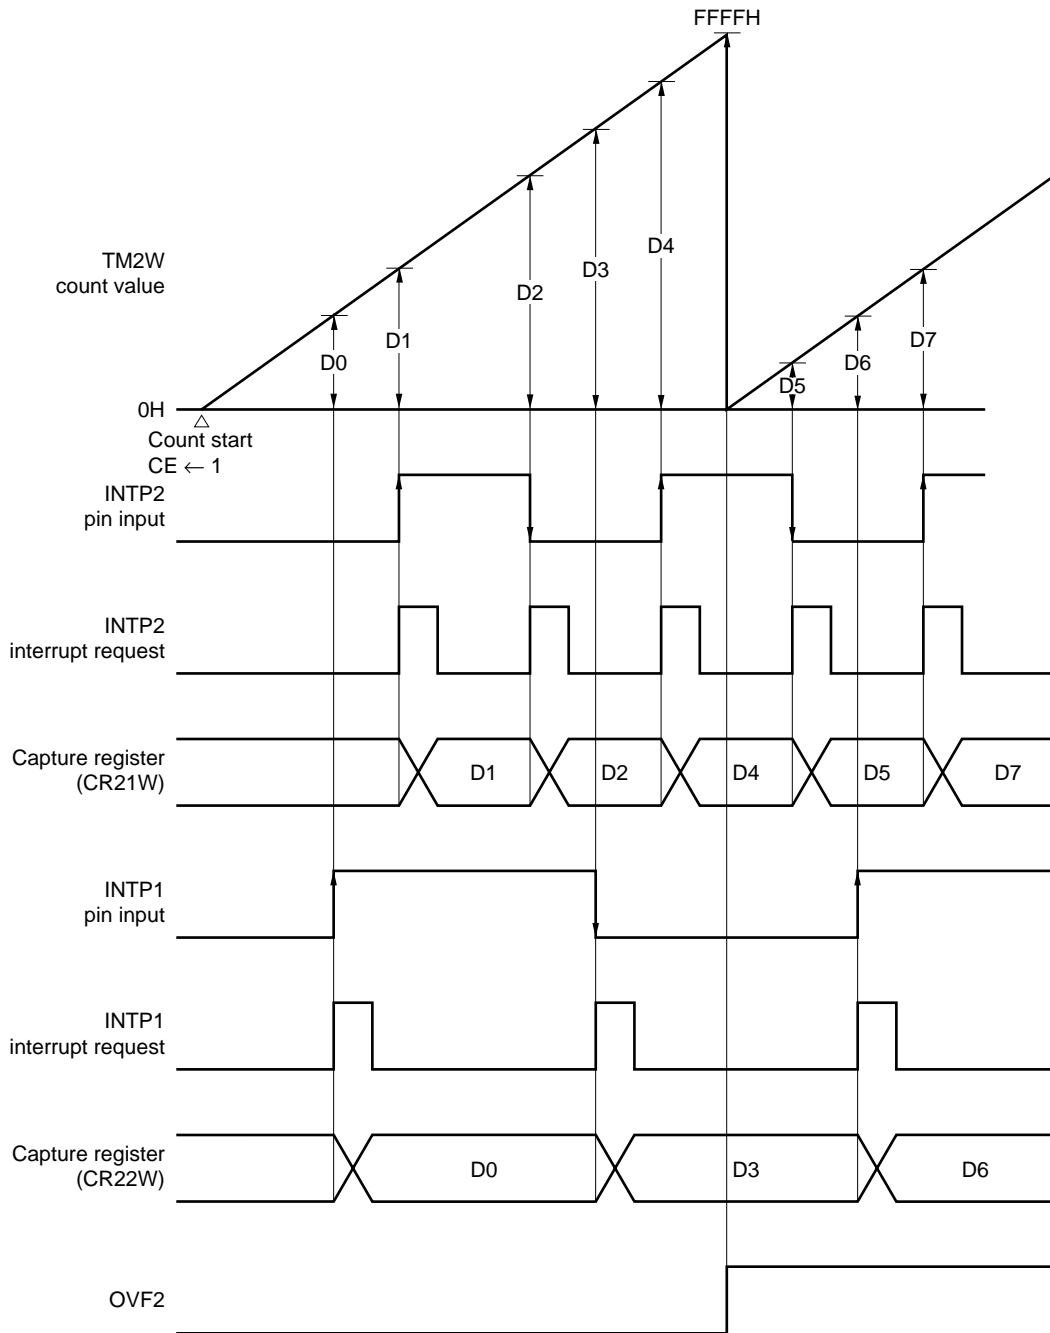 FFFFH
TM2W
count value
D0
D1
D2
D3
D4
D5
D6
D7
0H
Count start
CE ← 1
INTP2
pin input
INTP2
interrupt request
Capture register
(CR21W)
D1
D2
D4
D5
D7
INTP1
pin input
INTP1
interrupt request
Capture register
(CR22W)
D0
D3
D6
OVF2